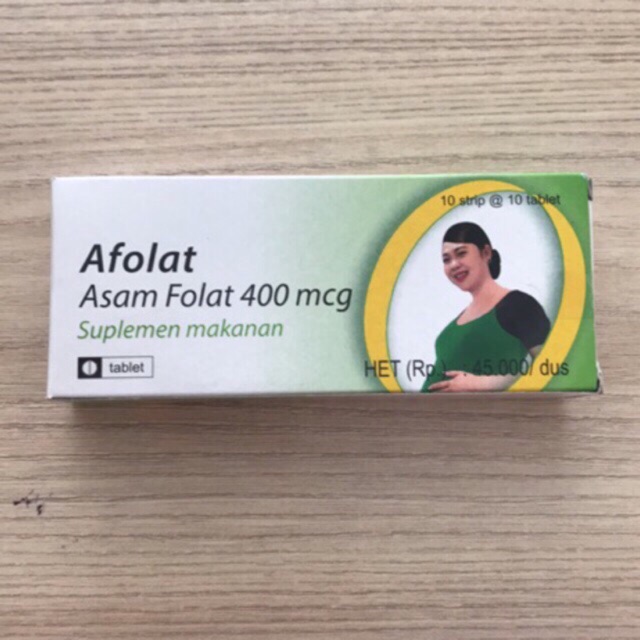 10 strip @ 10 tablet
Afolat
Asam Folat 400 mcg
Suplemen makanan
tablet
HET (Rp.) : 45.000/ dus